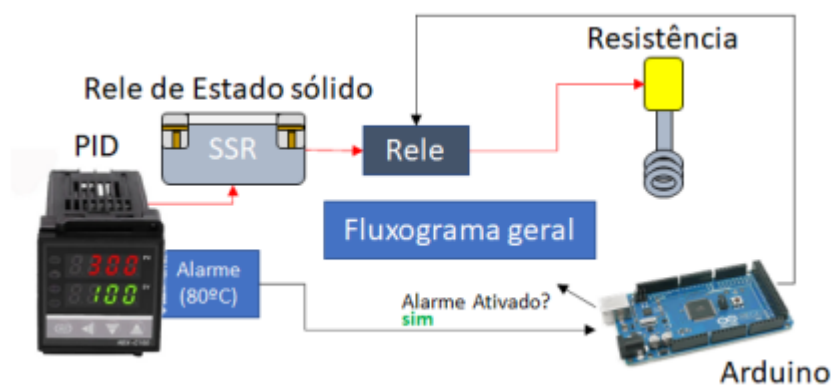 Resistência
Rele de Estado sólido
PID
SSR
Rele
Fluxograma geral
300
100
Alarme
(80ºC)
Alarme Ativado?
sim
Arduino